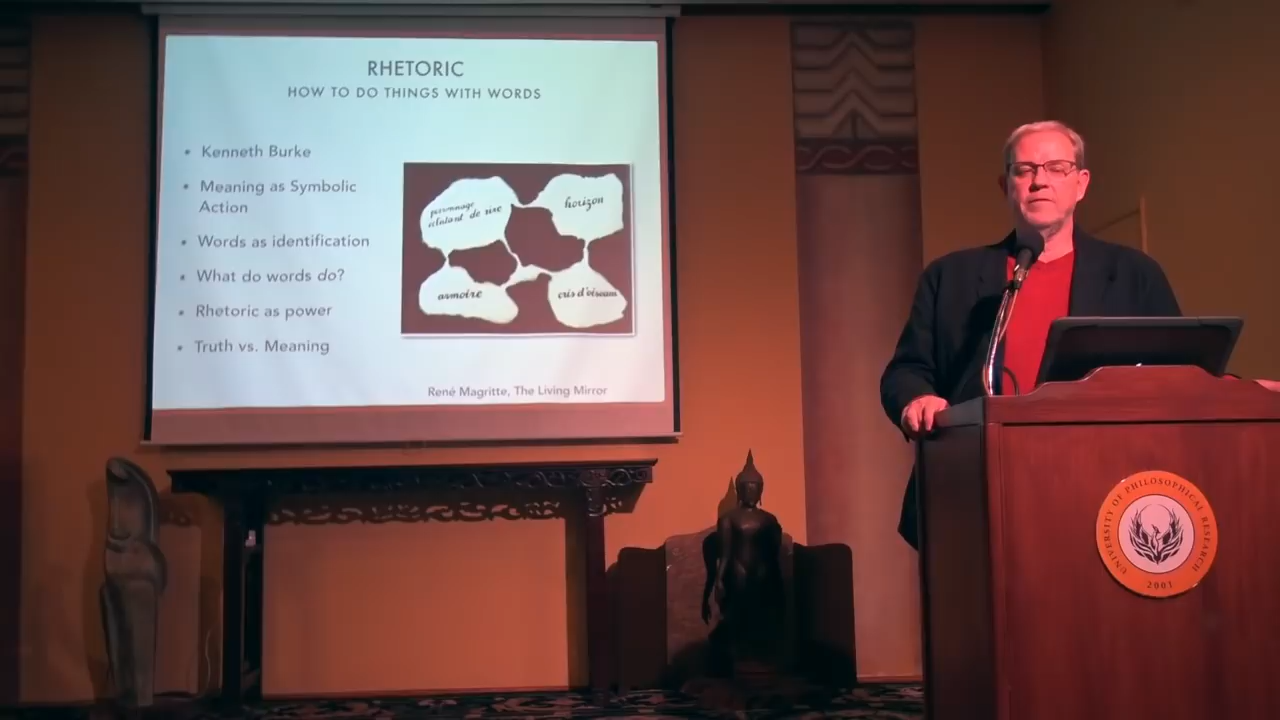 RHETORIC
HOW TO DO THINGS WITH WORDS
• Kenneth Burke
• Meaning as Symbolic
Action
• Words as identification
• What do words do?
• Rhetoric as power
• Truth vs. Meaning
personnage
éclatant de rire
horizon
armoire
cris d'oiseaux
René Magritte, The Living Mirror
UNIVERSITY OF PHILOSOPHICAL RESEARCH
2001